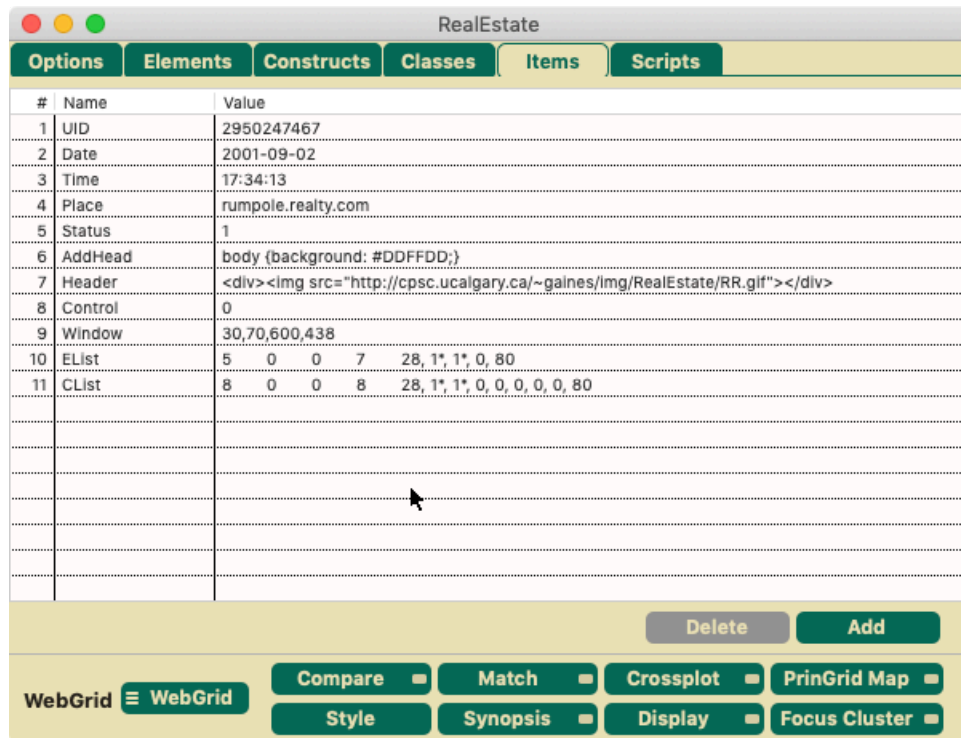 RealEstate
Options Elements Constructs Classes Items Scripts
# Name Value
1 UID 2950247467
2 Date 2001-09-02
3 Time 17:34:13
4 Place rumpole.realty.com
5 Status 1
6 AddHead body {background: #DDFFDD;}
7 Header <div><img src="http://cpsc.ucalgary.ca/~gaines/img/RealEstate/RR.gif"></div>
8 Control 0
9 Window 30,70,600,438
10 EList 5 0 0 7 28, 1*, 1*, 0, 80
11 CList 8 0 0 8 28, 1*, 1*, 0, 0, 0, 0, 0, 80
Delete Add
WebGrid WebGrid
Compare Match Crossplot PrinGrid Map
Style Synopsis Display Focus Cluster